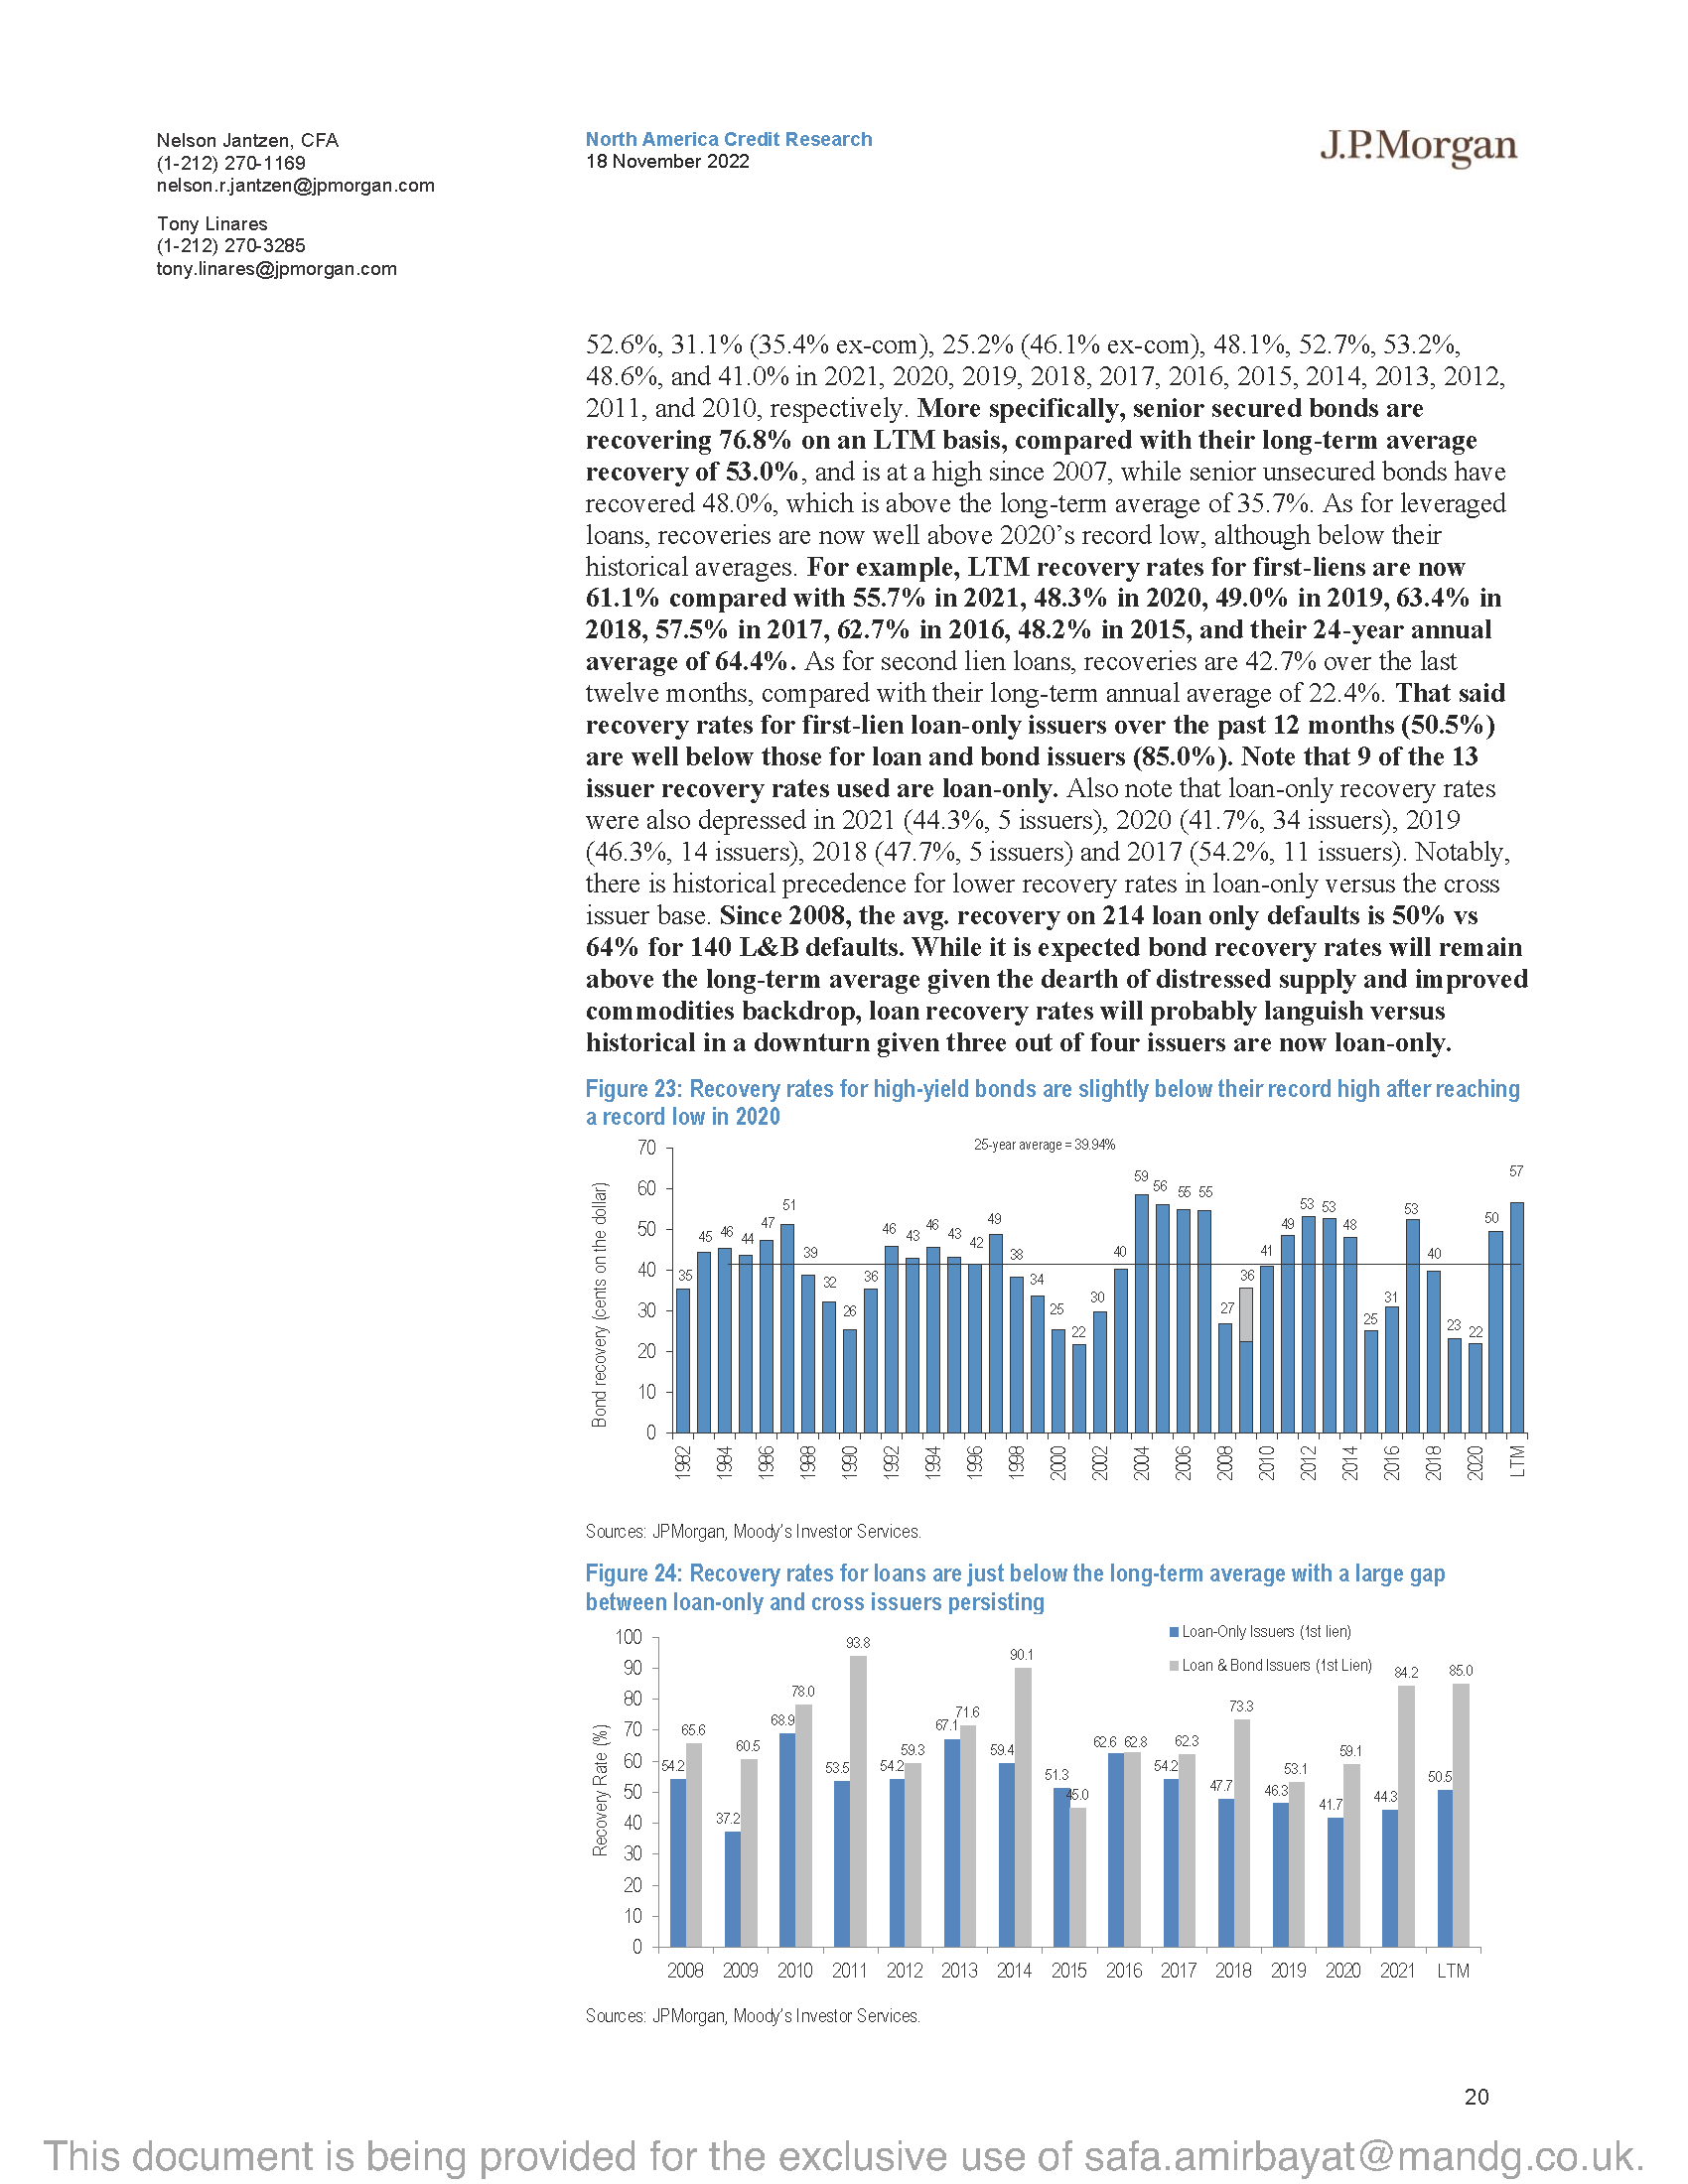 Nelson Jantzen, CFA
(1-212) 270-1169
nelson.r.jantzen@jpmorgan.com
Tony Linares
(1-212) 270-3285
tony.linares@jpmorgan.com
North America Credit Research
18 November 2022
J.P.Morgan
52.6%, 31.1% (35.4% ex-com), 25.2% (46.1% ex-com), 48.1%, 52.7%, 53.2%,
48.6%, and 41.0% in 2021, 2020, 2019, 2018, 2017, 2016, 2015, 2014, 2013, 2012,
2011, and 2010, respectively. More specifically, senior secured bonds are
recovering 76.8% on an LTM basis, compared with their long-term average
recovery of 53.0%, and is at a high since 2007, while senior unsecured bonds have
recovered 48.0%, which is above the long-term average of 35.7%. As for leveraged
loans, recoveries are now well above 2020’s record low, although below their
historical averages. For example, LTM recovery rates for first-liens are now
61.1% compared with 55.7% in 2021, 48.3% in 2020, 49.0% in 2019, 63.4% in
2018, 57.5% in 2017, 62.7% in 2016, 48.2% in 2015, and their 24-year annual
average of 64.4%. As for second lien loans, recoveries are 42.7% over the last
twelve months, compared with their long-term annual average of 22.4%. That said
recovery rates for first-lien loan-only issuers over the past 12 months (50.5%)
are well below those for loan and bond issuers (85.0%). Note that 9 of the 13
issuer recovery rates used are loan-only. Also note that loan-only recovery rates
were also depressed in 2021 (44.3%, 5 issuers), 2020 (41.7%, 34 issuers), 2019
(46.3%, 14 issuers), 2018 (47.7%, 5 issuers) and 2017 (54.2%, 11 issuers). Notably,
there is historical precedence for lower recovery rates in loan-only versus the cross
issuer base. Since 2008, the avg. recovery on 214 loan only defaults is 50% vs
64% for 140 L&B defaults. While it is expected bond recovery rates will remain
above the long-term average given the dearth of distressed supply and improved
commodities backdrop, loan recovery rates will probably languish versus
historical in a downturn given three out of four issuers are now loan-only.
Figure 23: Recovery rates for high-yield bonds are slightly below their record high after reaching
a record low in 2020
25-year average = 39.94%
Bond recovery (cents on the dollar)
70
60
50
40
30
20
10
0
35 45 46 44 47 51 39 32 26 36 46 43 46 43 42 49 38 34 25 22 30 40 59 56 55 55 27 36 41 49 53 53 48 25 31 53 40 23 22 50 57
1982 1984 1986 1988 1990 1992 1994 1996 1998 2000 2002 2004 2006 2008 2010 2012 2014 2016 2018 2020 LTM
Sources: JPMorgan, Moody’s Investor Services.
Figure 24: Recovery rates for loans are just below the long-term average with a large gap
between loan-only and cross issuers persisting
Loan-Only Issuers (1st lien)
Loan & Bond Issuers (1st Lien)
Recovery Rate (%)
100
90
80
70
60
50
40
30
20
10
0
54.2 65.6 37.2 60.5 68.9 78.0 53.5 93.8 54.2 59.3 67.1 71.6 59.4 90.1 51.3 45.0 62.6 62.8 54.2 62.3 47.7 73.3 46.3 53.1 41.7 59.1 44.3 84.2 50.5 85.0
2008 2009 2010 2011 2012 2013 2014 2015 2016 2017 2018 2019 2020 2021 LTM
Sources: JPMorgan, Moody’s Investor Services.
20
This document is being provided for the exclusive use of safa.amirbayat@mandg.co.uk.